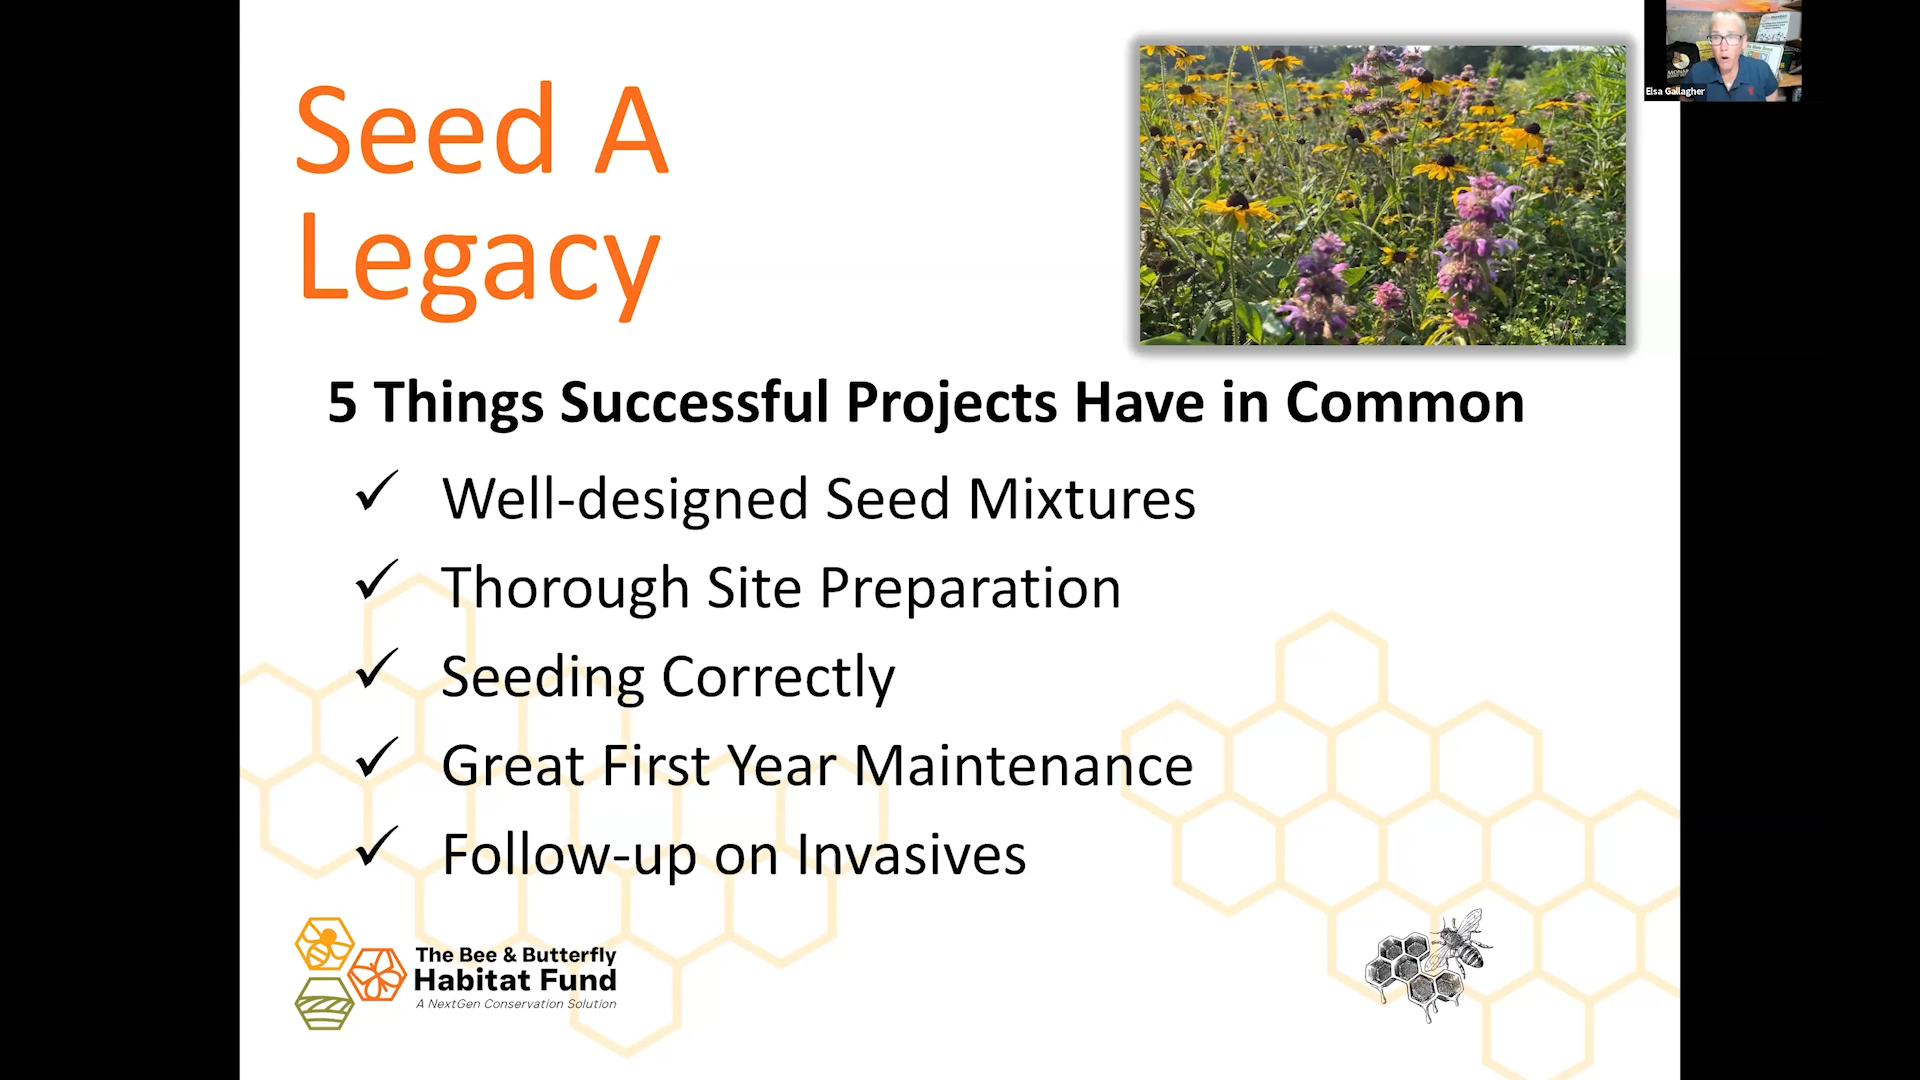 Seed A
Legacy
Elsa Gallagher
5 Things Successful Projects Have in Common
✓ Well-designed Seed Mixtures
✓ Thorough Site Preparation
✓ Seeding Correctly
✓ Great First Year Maintenance
✓ Follow-up on Invasives
The Bee & Butterfly
Habitat Fund
A NextGen Conservation Solution